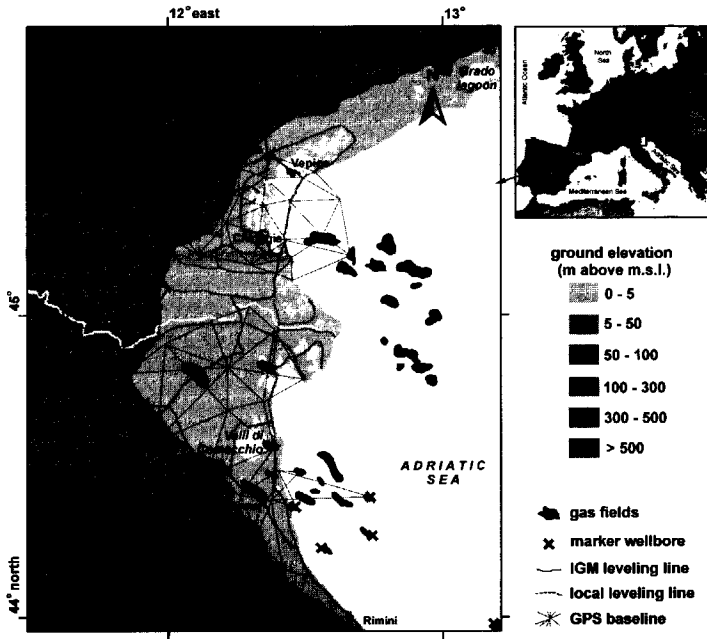 12° east
13°
Grado
lagoon
North
Sea
Atlantic Ocean
Mediterranean Sea
45°
ground elevation
(m above m.s.l.)
0 - 5
5 - 50
50 - 100
100 - 300
300 - 500
> 500
Valli di
ADRIATIC
SEA
gas fields
marker wellbore
IGM leveling line
local leveling line
GPS baseline
44° north
Rimini